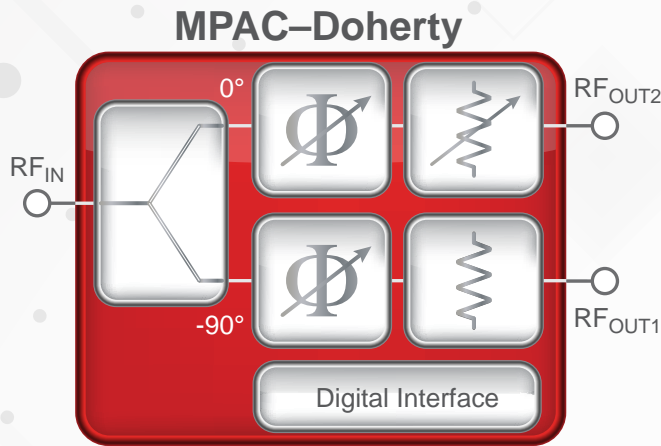 MPAC–Doherty
0°
RF_OUT2
RF_IN
Φ
Φ
-90°
RF_OUT1
Digital Interface